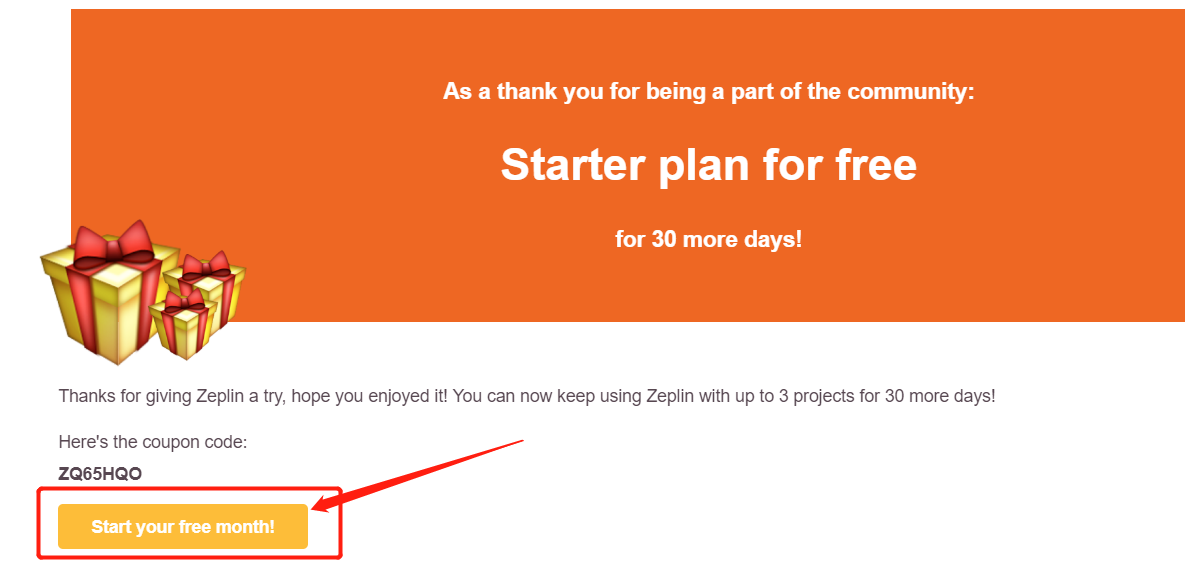 As a thank you for being a part of the community:
Starter plan for free
for 30 more days!
Thanks for giving Zeplin a try, hope you enjoyed it! You can now keep using Zeplin with up to 3 projects for 30 more days!
Here's the coupon code:
ZQ65HQO
Start your free month!